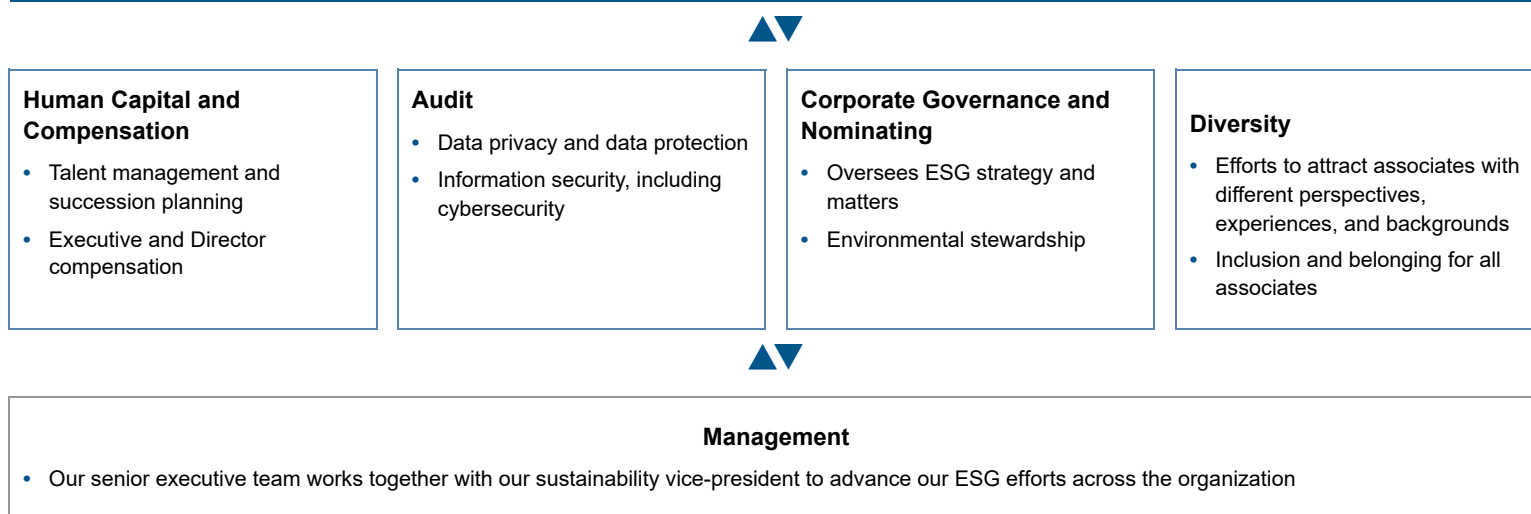 Human Capital and
Compensation
• Talent management and
succession planning
• Executive and Director
compensation
Audit
• Data privacy and data protection
• Information security, including
cybersecurity
Corporate Governance and
Nominating
• Oversees ESG strategy and
matters
• Environmental stewardship
Diversity
• Efforts to attract associates with
different perspectives,
experiences, and backgrounds
• Inclusion and belonging for all
associates
Management
• Our senior executive team works together with our sustainability vice-president to advance our ESG efforts across the organization